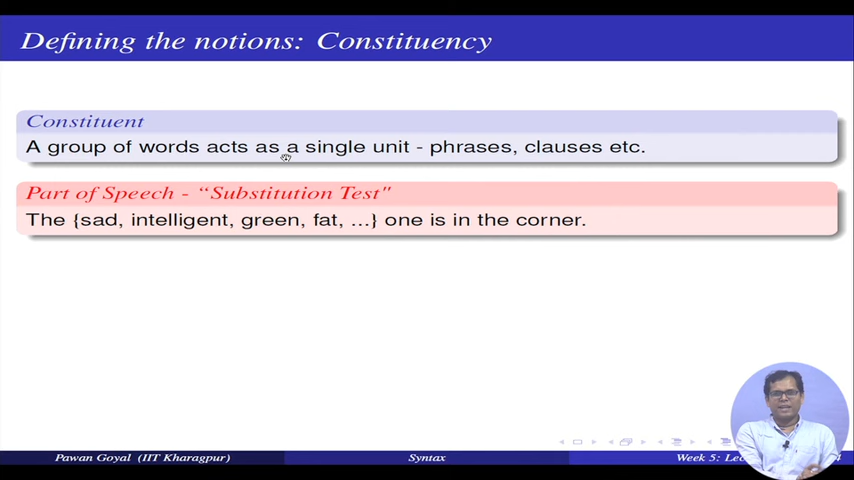 Defining the notions: Constituency
Constituent
A group of words acts as a single unit - phrases, clauses etc.
Part of Speech - “Substitution Test"
The {sad, intelligent, green, fat, ...} one is in the corner.
Pawan Goyal (IIT Kharagpur)
Syntax
Week 5:
4